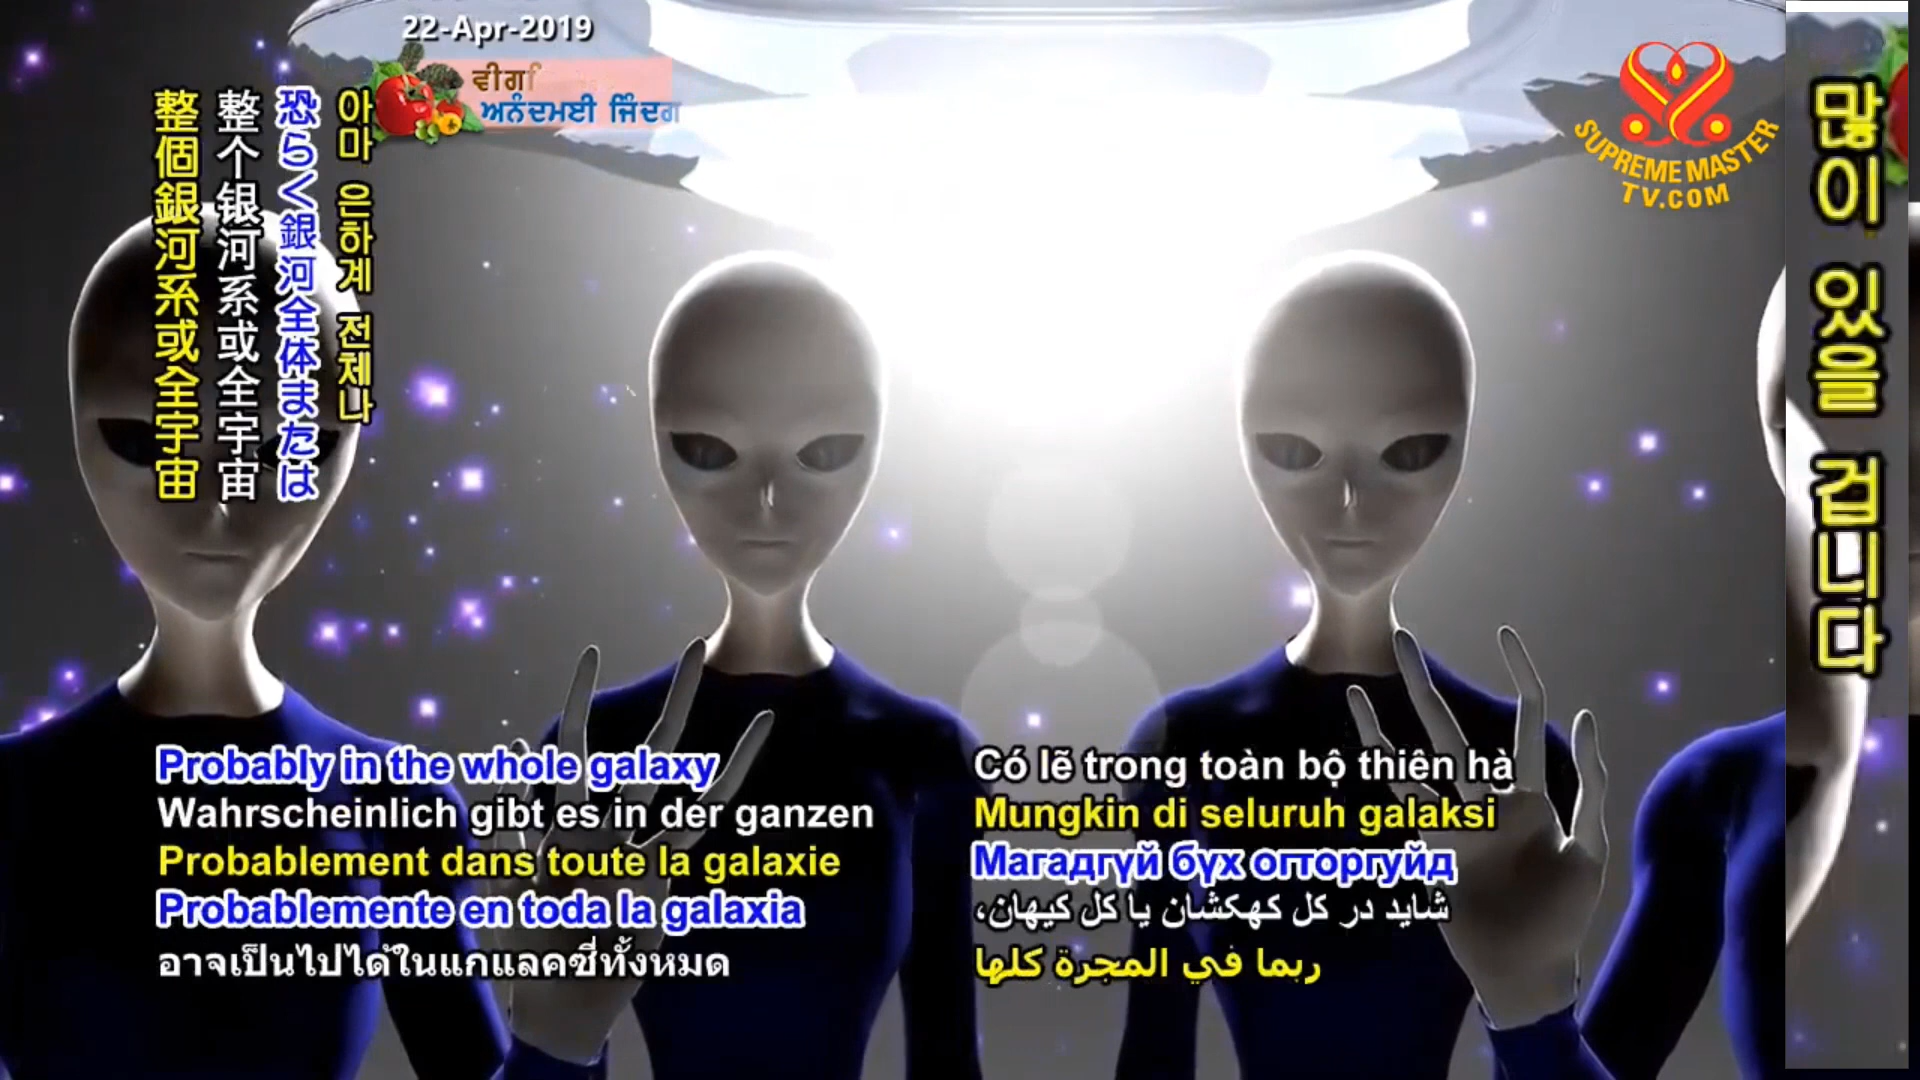 22-Apr-2019
ਵੀਗ
ਅਨੰਦਮਈ ਜਿੰਦਗ
SUPREME MASTER
TV.COM
아마 은하계 전체나
恐らく銀河全体または
整个银河系或全宇宙
整個銀河系或全宇宙
많이 있을 겁니다
Probably in the whole galaxy
Wahrscheinlich gibt es in der ganzen
Probablement dans toute la galaxie
Probablemente en toda la galaxia
อาจเป็นไปได้ในแกแลคซี่ทั้งหมด
Có lẽ trong toàn bộ thiên hà
Mungkin di seluruh galaksi
Магадгүй бүх огторгуйд
شاید در کل کهکشان یا کل کیهان،
ربما في المجرة كلها